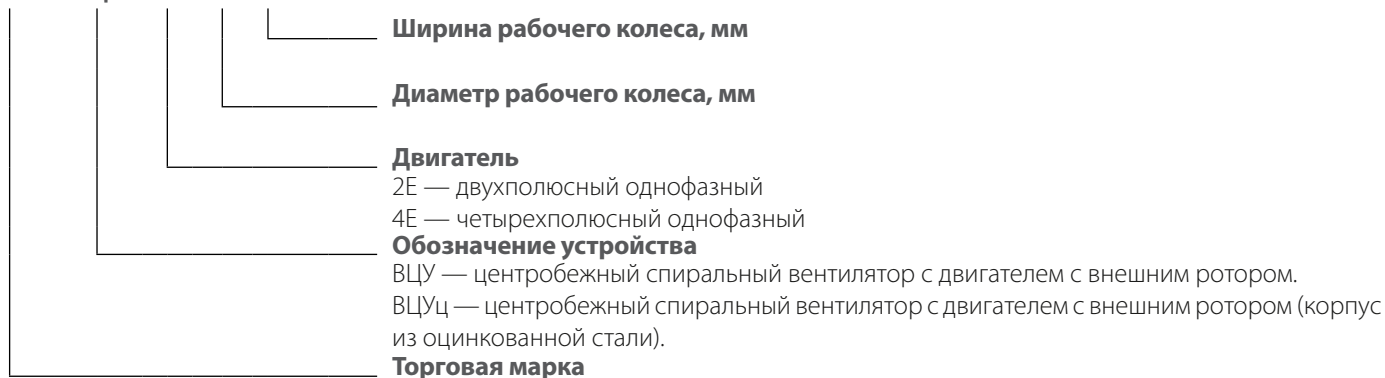 Ширина рабочего колеса, мм
Диаметр рабочего колеса, мм
Двигатель
2Е — двухполюсный однофазный
4Е — четырехполюсный однофазный
Обозначение устройства
ВЦУ — центробежный спиральный вентилятор с двигателем с внешним ротором.
ВЦУц — центробежный спиральный вентилятор с двигателем с внешним ротором (корпус
из оцинкованной стали).
Торговая марка